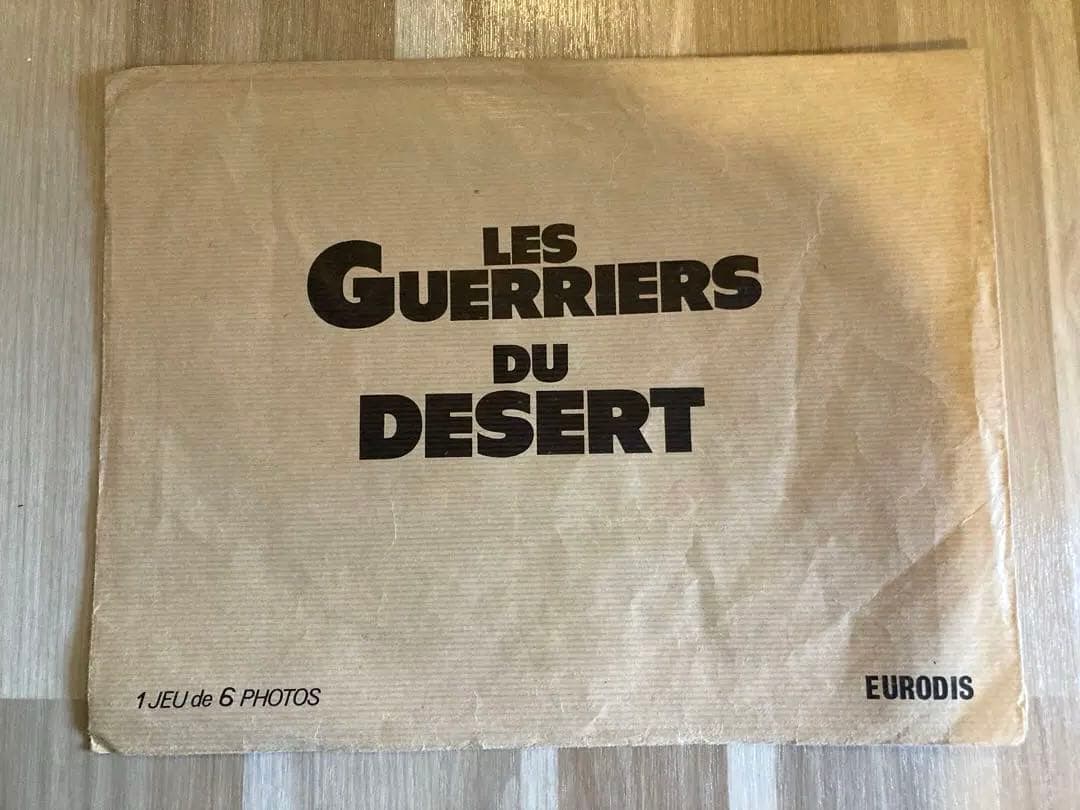 LES
GUERRIERS
DU
DESERT
1 JEU de 6 PHOTOS
EURODIS